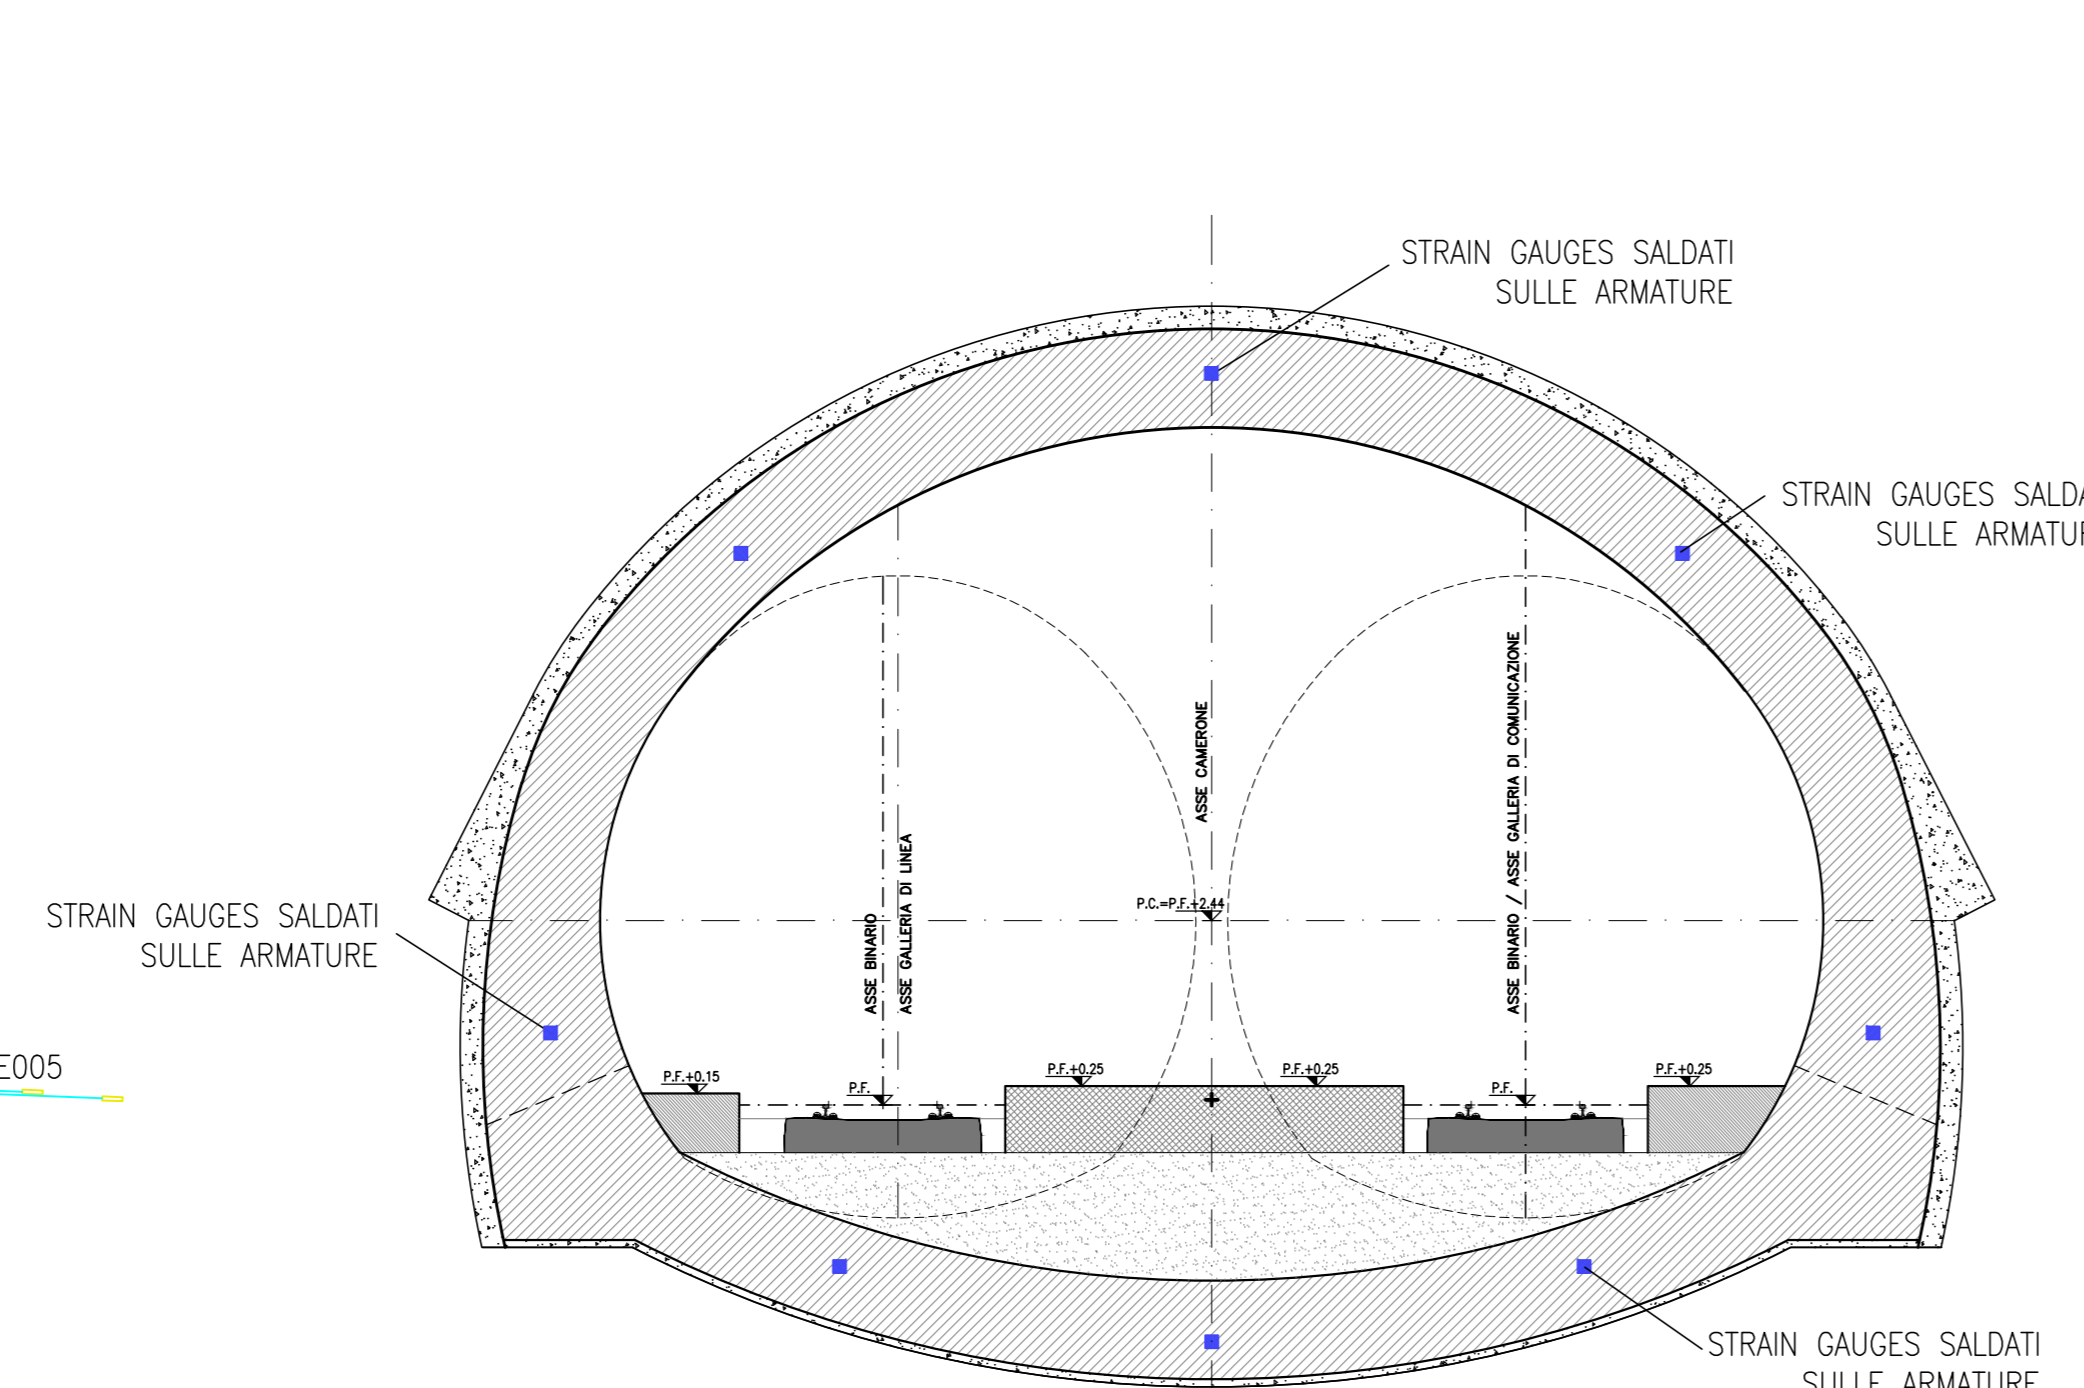 STRAIN GAUGES SALDATI
SULLE ARMATURE
STRAIN GAUGES SALDA
SULLE ARMATUR
ASSE BINARIO / ASSE GALLERIA DI COMUNICAZIONE
ASSE CAMERONE
ASSE BINARIO
ASSE GALLERIA DI LINEA
P.C.=P.F.+2.44
STRAIN GAUGES SALDATI
SULLE ARMATURE
E005
P.F.+0.15
P.F.
P.F.+0.25
P.F.+0.25
P.F.
P.F.+0.25
STRAIN GAUGES SALDATI
SULLE ARMATURE